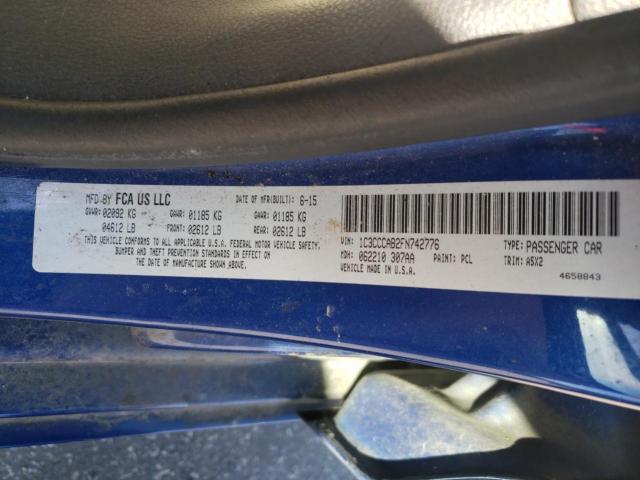 MFD BY FCA US LLC DATE OF MFR(BUILT): 6-15
GVWR: 02092 KG GAWR: 01185 KG GAWR: 01185 KG
04612 LB FRONT: 02612 LB REAR: 02612 LB
THIS VEHICLE CONFORMS TO ALL APPLICABLE U.S.A. FEDERAL MOTOR VEHICLE SAFETY,
BUMPER AND THEFT PREVENTION STANDARDS IN EFFECT ON
THE DATE OF MANUFACTURE SHOWN ABOVE.
VIN: 1C3CCCAB2FN742776 TYPE: PASSENGER CAR
MDH: 062210 307AA PAINT: PCL TRIM: ASX2
VEHICLE MADE IN U.S.A.
4658843